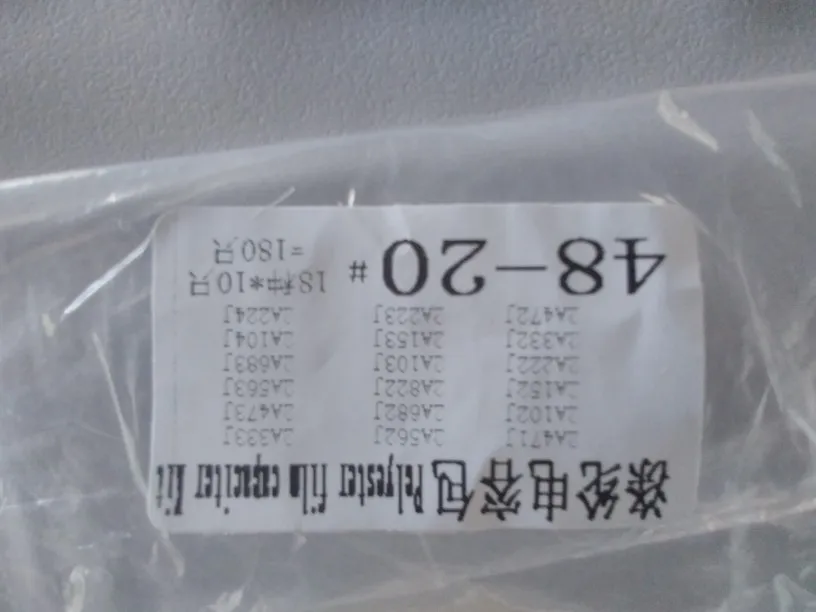 涤纶电容包 Polyester film capacitor kit
2A471J 2A562J 2A333J
2A102J 2A682J 2A473J
2A152J 2A822J 2A563J
2A222J 2A103J 2A683J
2A332J 2A153J 2A104J
2A472J 2A223J 2A224J
48-20 # 18种*10只
=180只